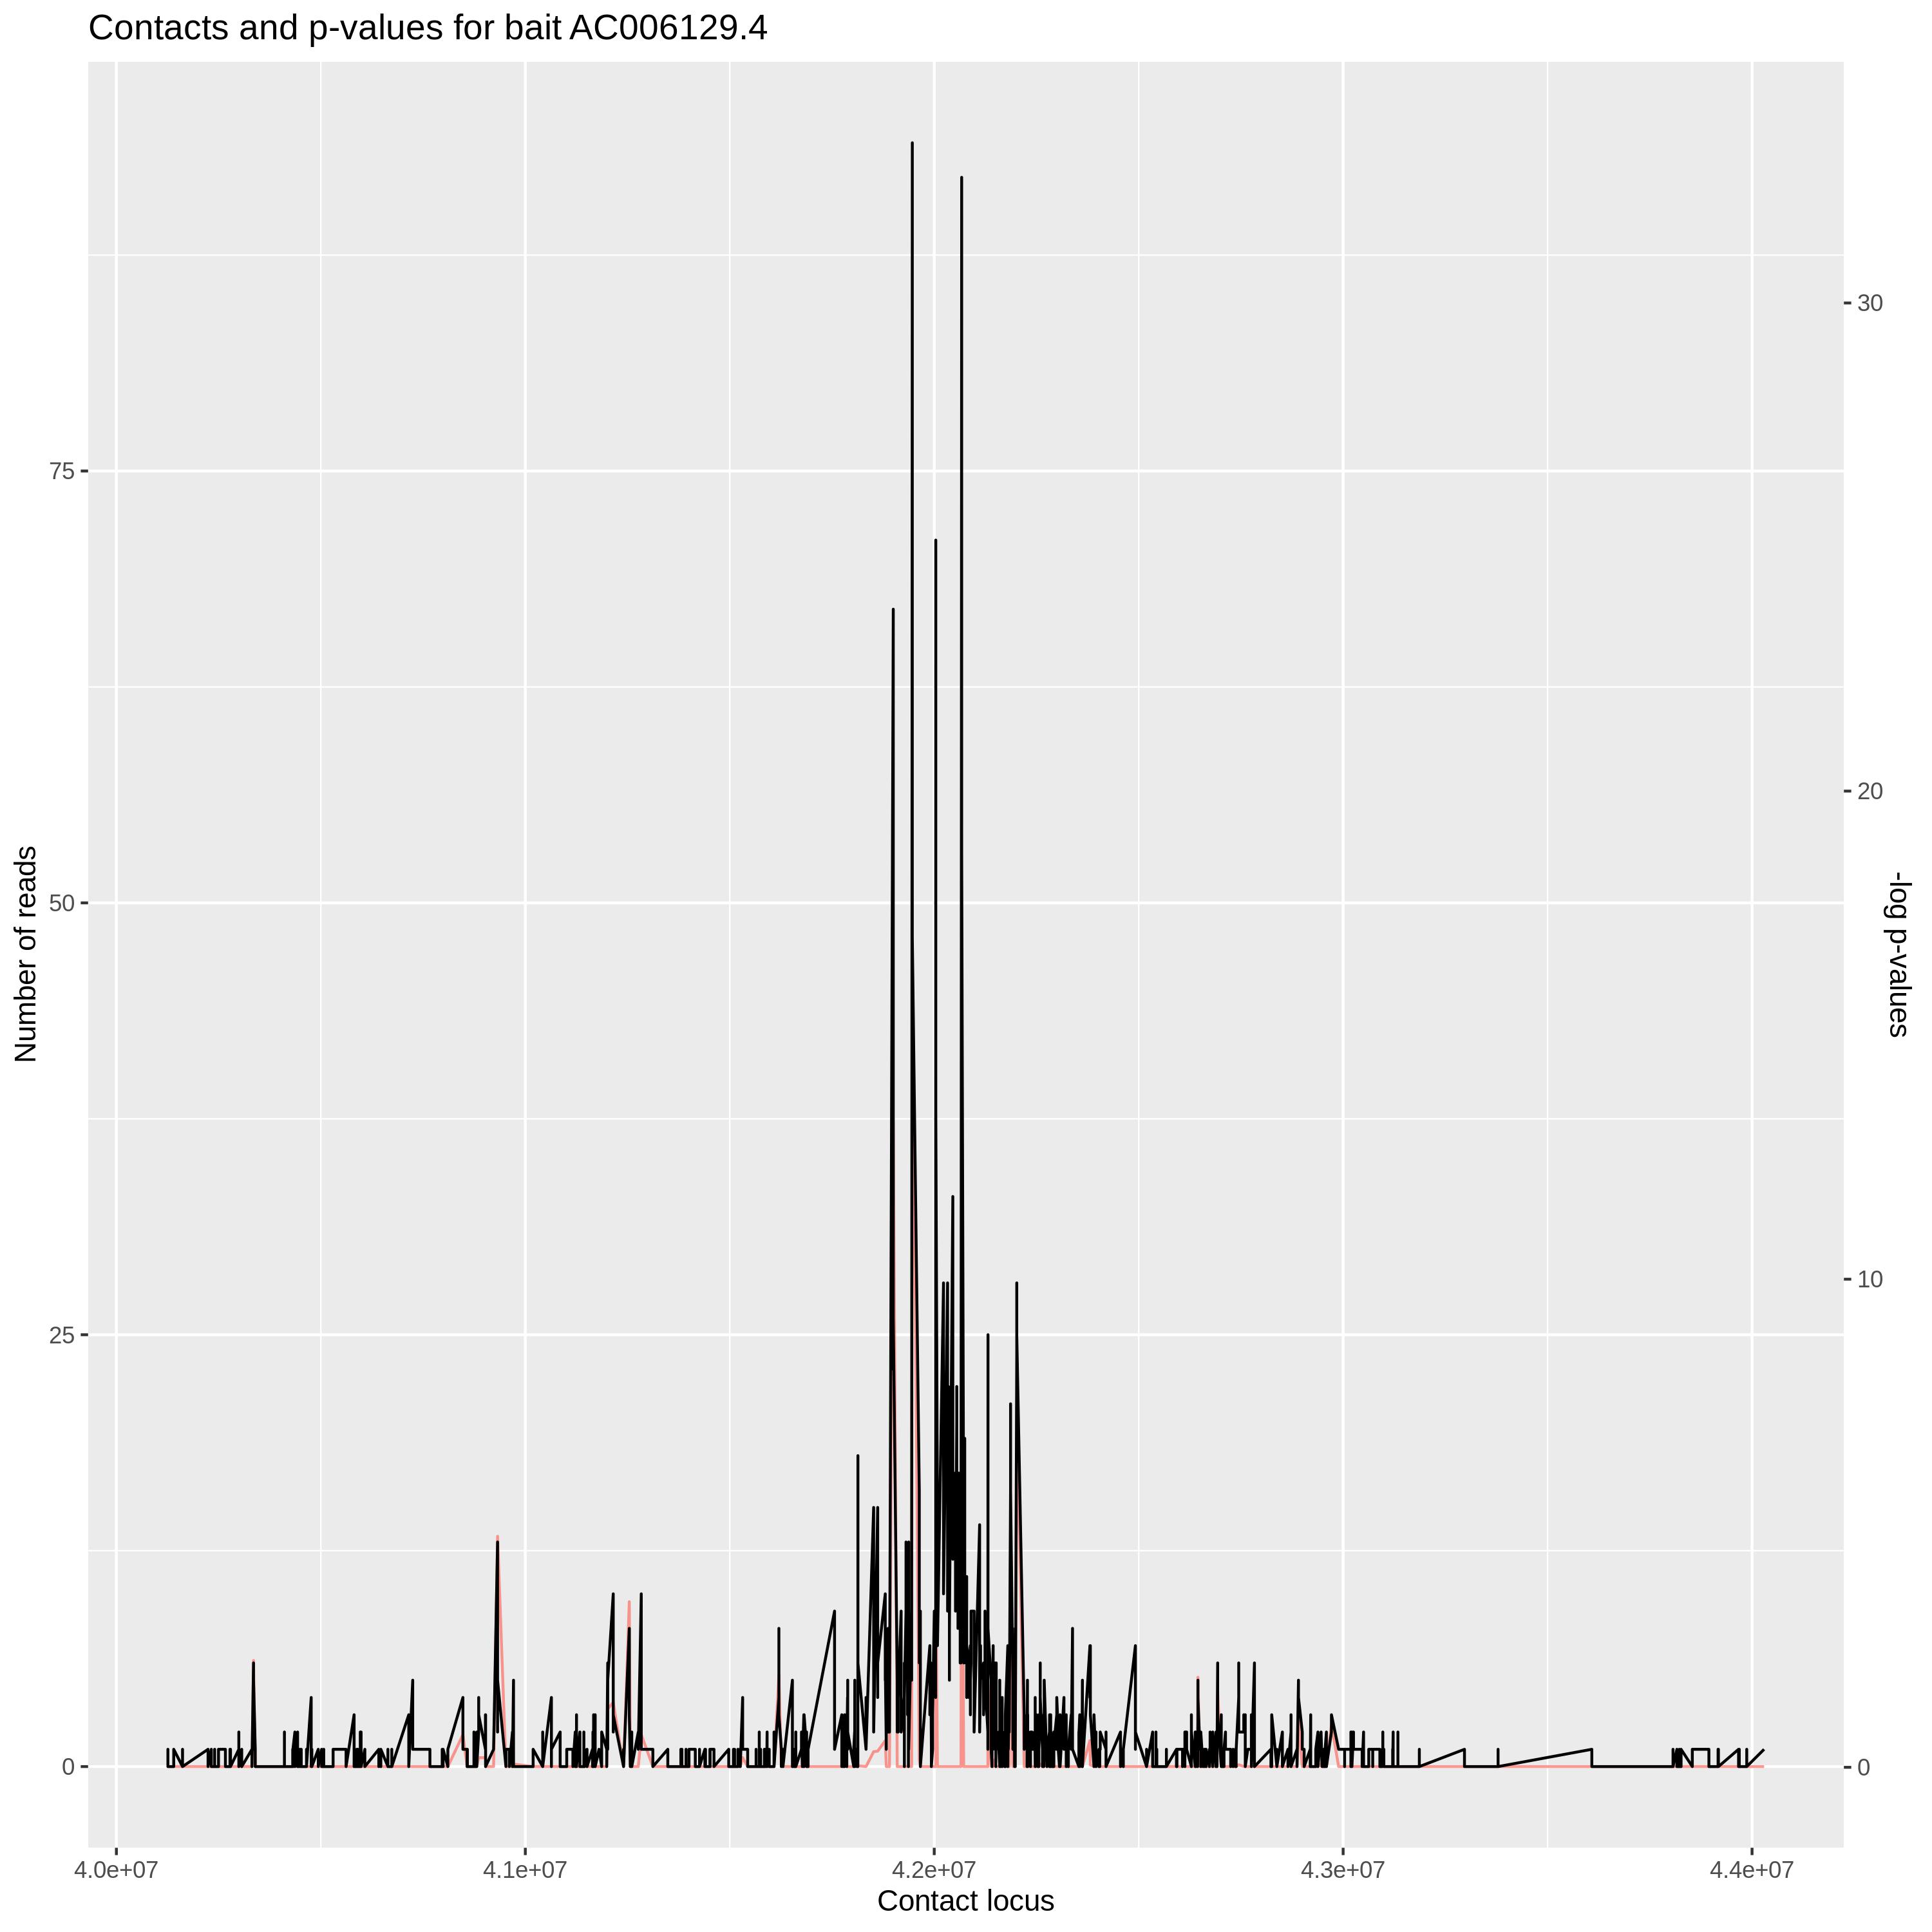 Contacts and p-values for bait AC006129.4
75
50
25
0
Number of reads
30
20
10
0
-log p-values
4.0e+07
4.1e+07
4.2e+07
4.3e+07
4.4e+07
Contact locus